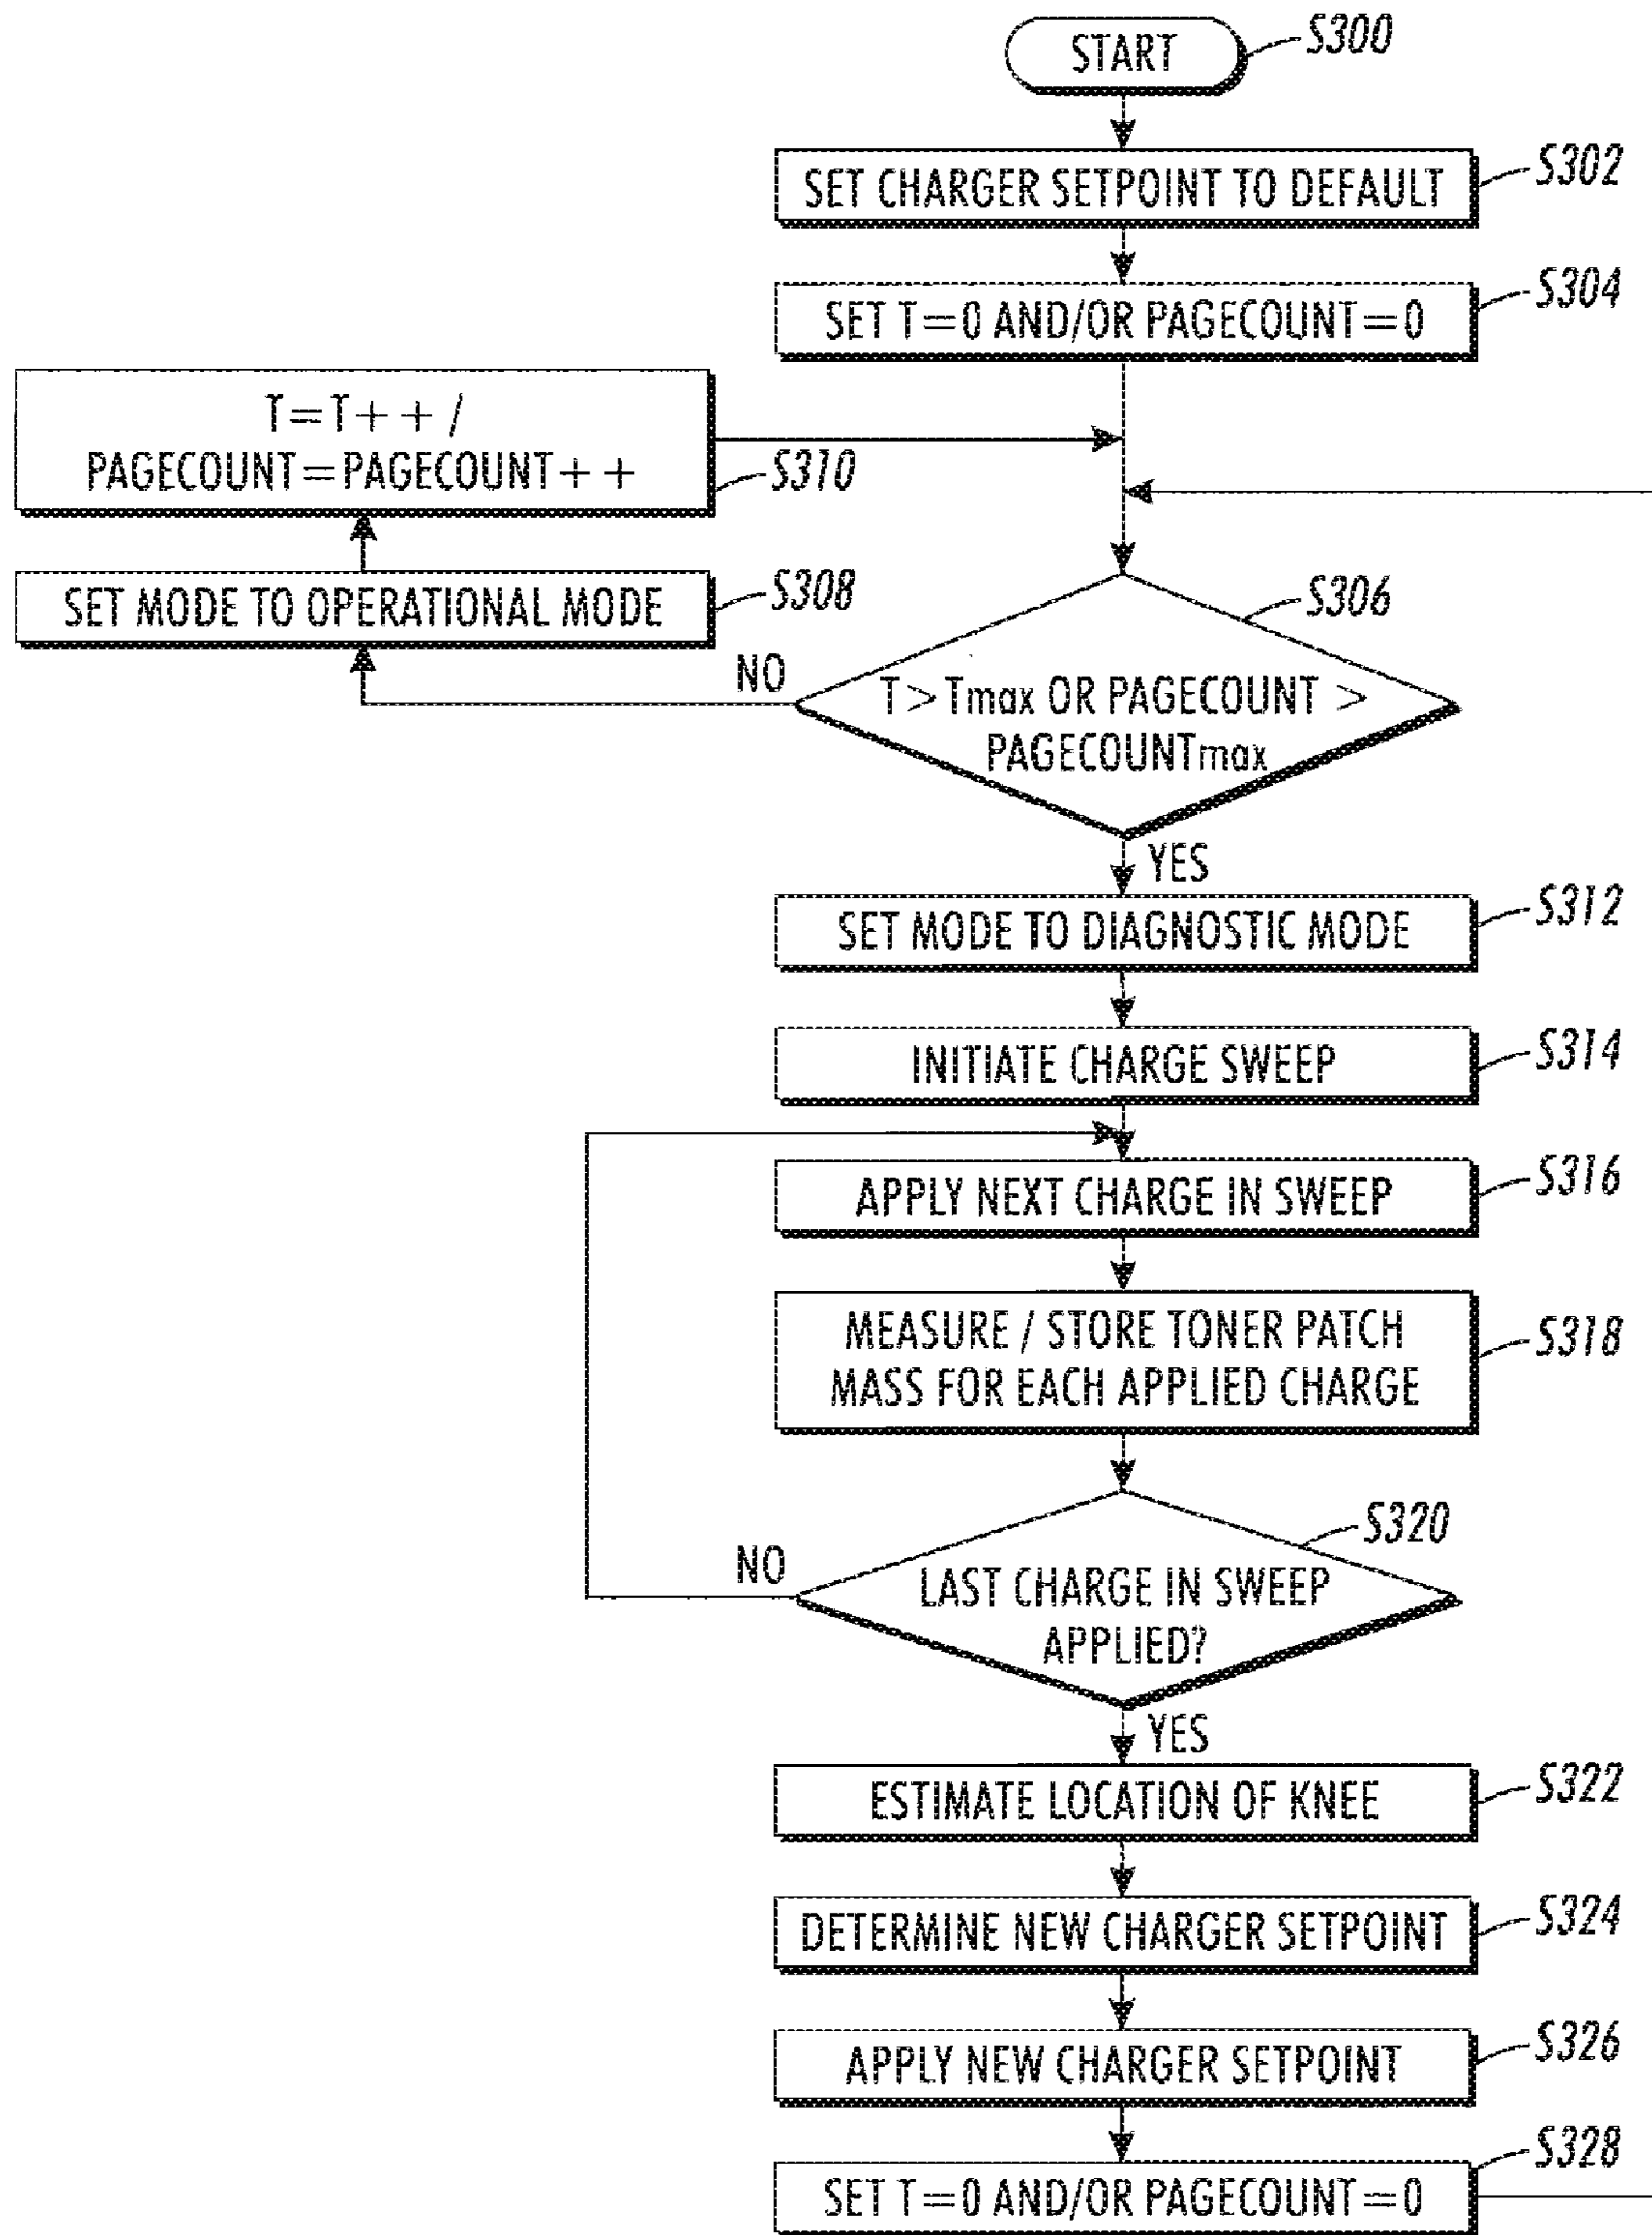 START
S300
SET CHARGER SETPOINT TO DEFAULT
S302
SET T=0 AND/OR PAGECOUNT=0
S304
T=T++ /
PAGECOUNT=PAGECOUNT++
S310
SET MODE TO OPERATIONAL MODE
S308
S306
NO
T>Tmax OR PAGECOUNT >
PAGECOUNTmax
YES
SET MODE TO DIAGNOSTIC MODE
S312
INITIATE CHARGE SWEEP
S314
APPLY NEXT CHARGE IN SWEEP
S316
MEASURE / STORE TONER PATCH
MASS FOR EACH APPLIED CHARGE
S318
S320
NO
LAST CHARGE IN SWEEP
APPLIED?
YES
ESTIMATE LOCATION OF KNEE
S322
DETERMINE NEW CHARGER SETPOINT
S324
APPLY NEW CHARGER SETPOINT
S326
SET T=0 AND/OR PAGECOUNT=0
S328